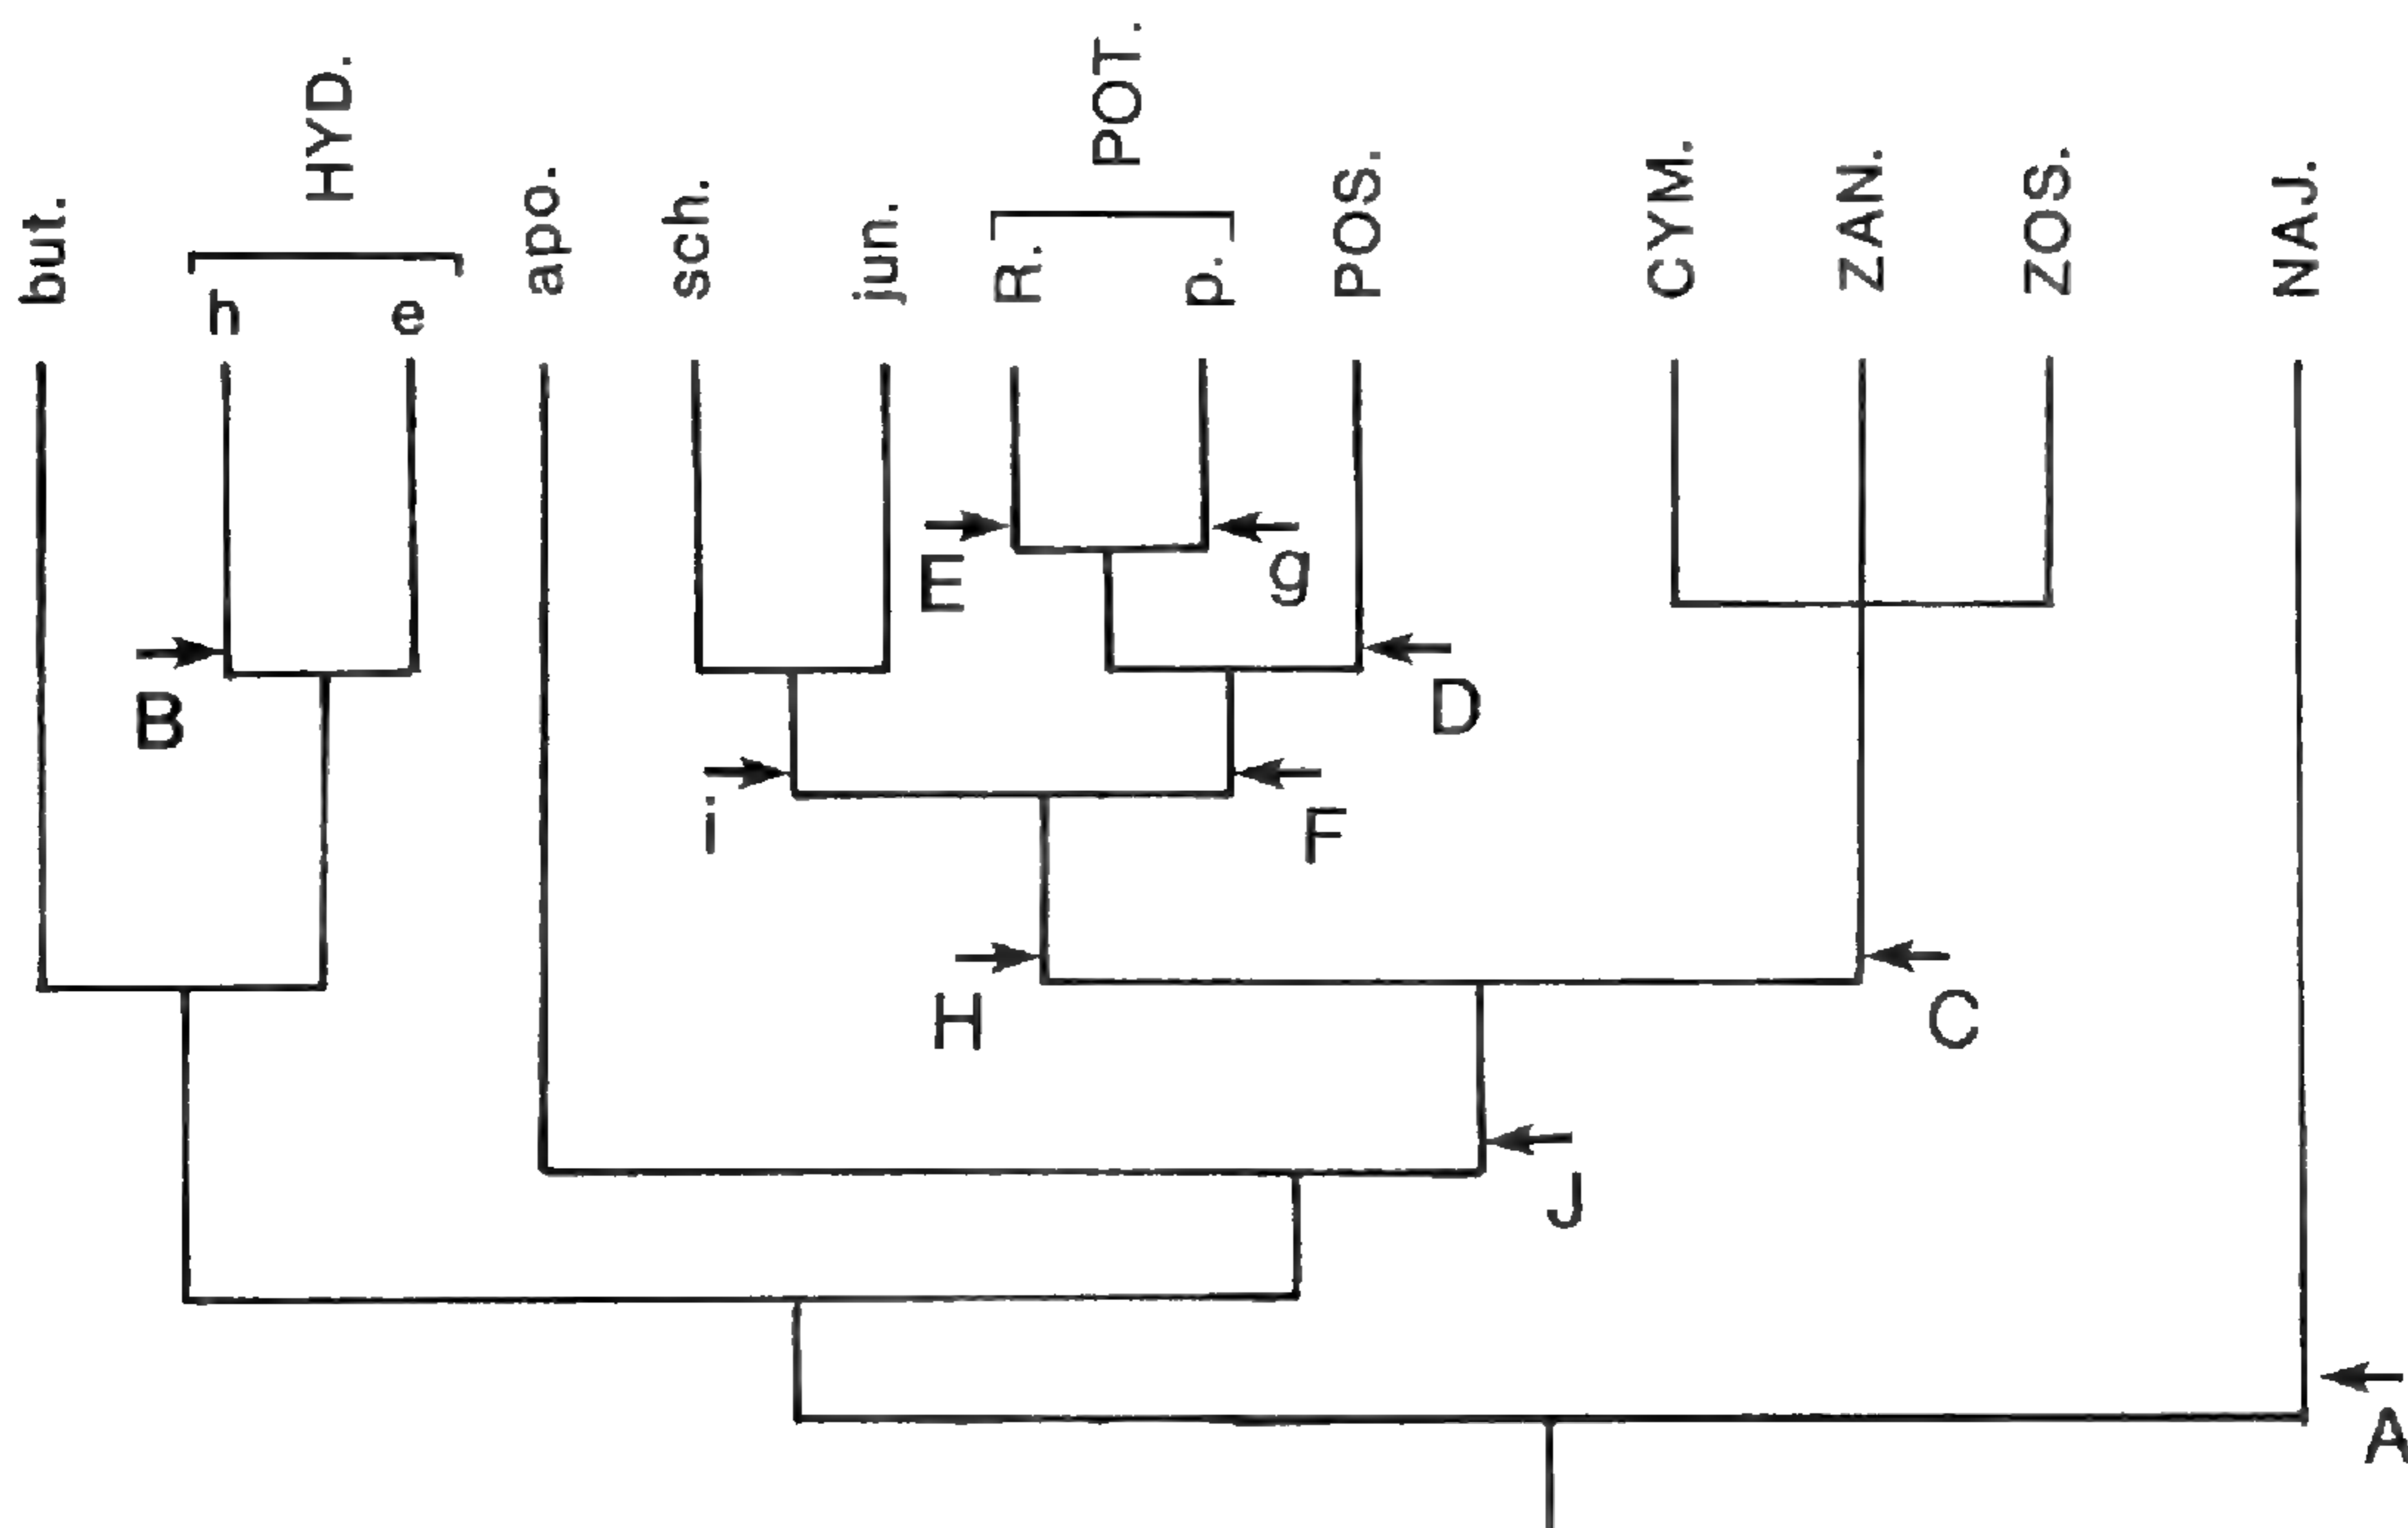 but.
HYD.
h
e
apo.
sch.
jun.
POT.
R.
p.
POS.
CYM.
ZAN.
ZOS.
NAJ.
E
g
B
D
i
F
H
C
J
A